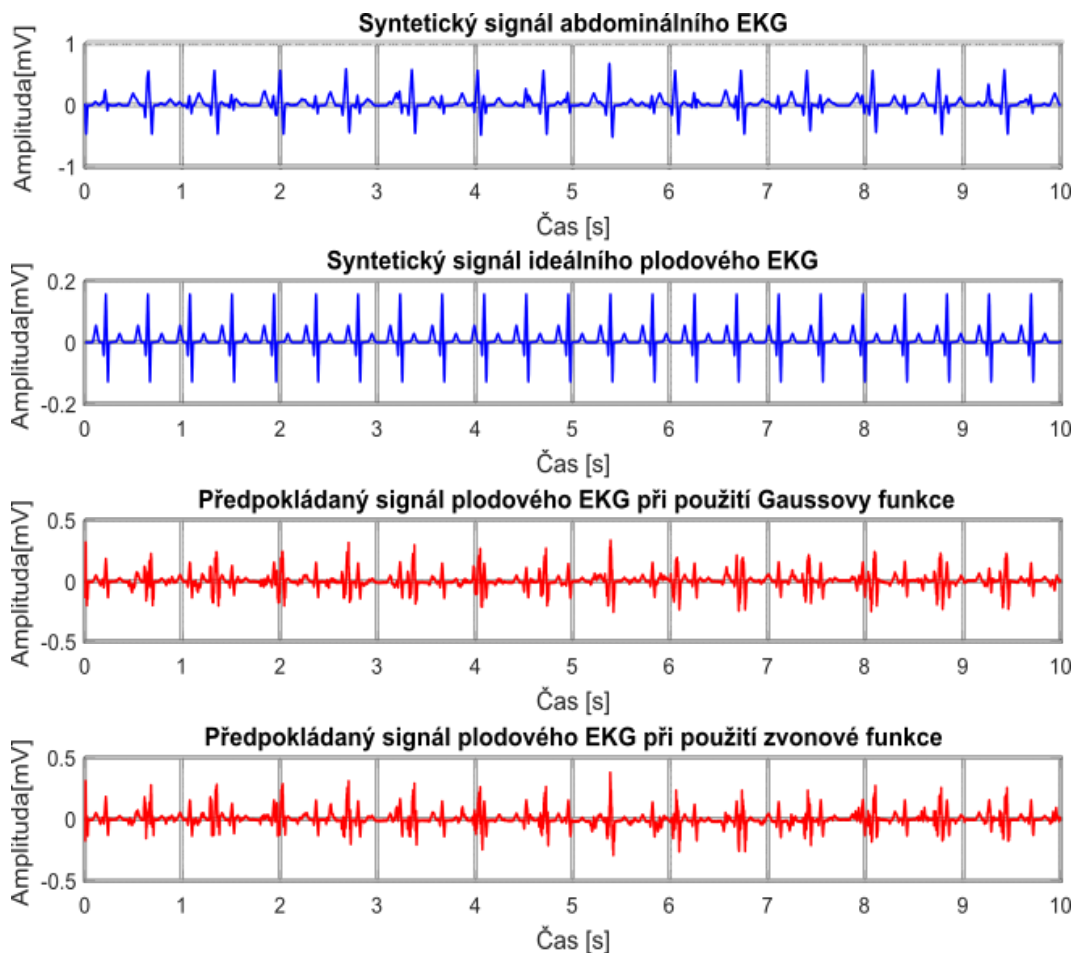 Syntetický signál abdominálního EKG
Amplituda[mV]
1
0
-1
0 1 2 3 4 5 6 7 8 9 10
Čas [s]
Syntetický signál ideálního plodového EKG
Amplituda[mV]
0.2
0
-0.2
0 1 2 3 4 5 6 7 8 9 10
Čas [s]
Předpokládaný signál plodového EKG při použití Gaussovy funkce
Amplituda[mV]
0.5
0
-0.5
0 1 2 3 4 5 6 7 8 9 10
Čas [s]
Předpokládaný signál plodového EKG při použití zvonové funkce
Amplituda[mV]
0.5
0
-0.5
0 1 2 3 4 5 6 7 8 9 10
Čas [s]